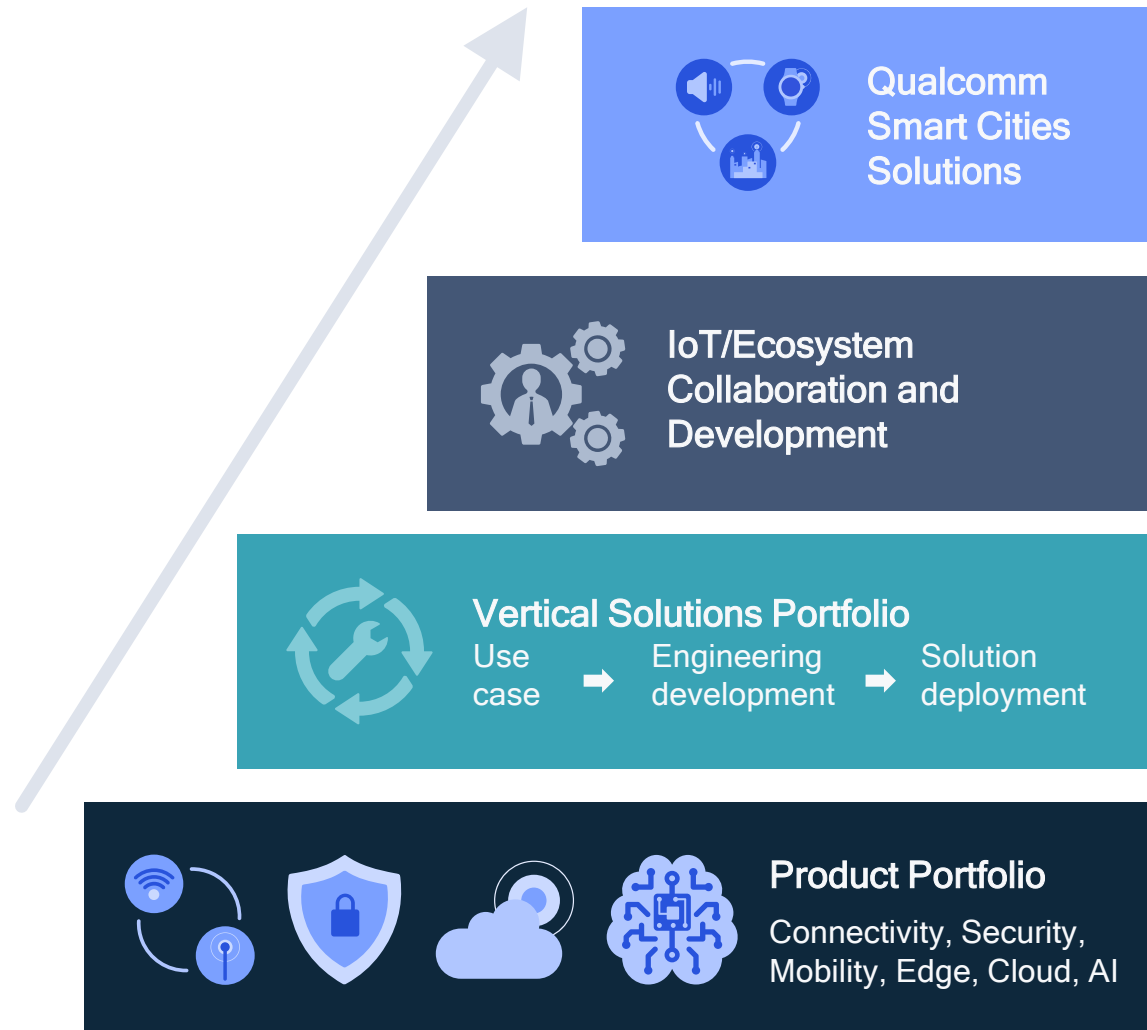 Qualcomm
Smart Cities
Solutions
IoT/Ecosystem
Collaboration and
Development
Vertical Solutions Portfolio
Use case
Engineering development
Solution deployment
Product Portfolio
Connectivity, Security,
Mobility, Edge, Cloud, AI